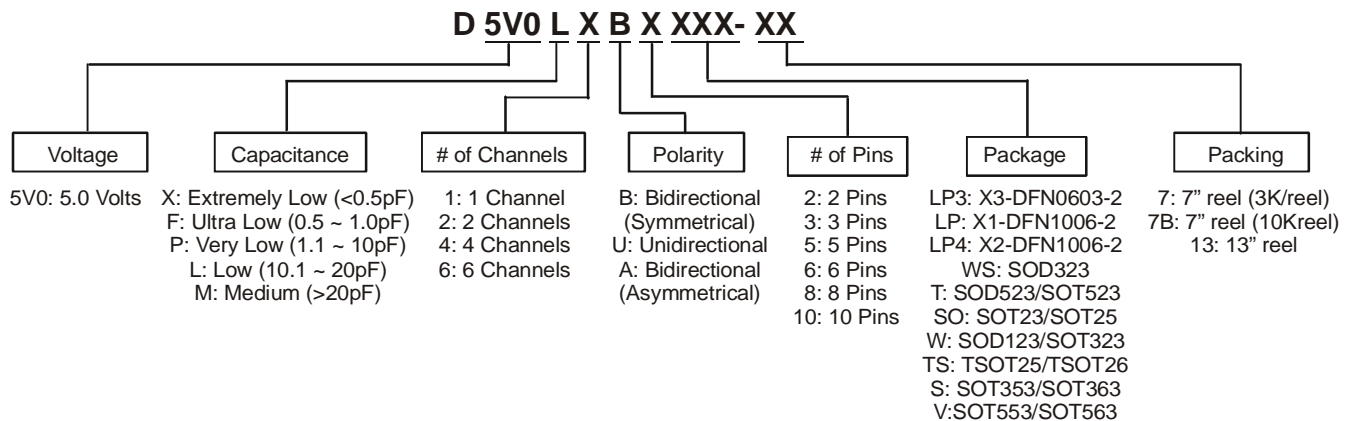 D 5V0 L X B X XXX- XX
Voltage
5V0: 5.0 Volts
Capacitance
X: Extremely Low (<0.5pF)
F: Ultra Low (0.5 ~ 1.0pF)
P: Very Low (1.1 ~ 10pF)
L: Low (10.1 ~ 20pF)
M: Medium (>20pF)
# of Channels
1: 1 Channel
2: 2 Channels
4: 4 Channels
6: 6 Channels
Polarity
B: Bidirectional
(Symmetrical)
U: Unidirectional
A: Bidirectional
(Asymmetrical)
# of Pins
2: 2 Pins
3: 3 Pins
5: 5 Pins
6: 6 Pins
8: 8 Pins
10: 10 Pins
Package
LP3: X3-DFN0603-2
LP: X1-DFN1006-2
LP4: X2-DFN1006-2
WS: SOD323
T: SOD523/SOT523
SO: SOT23/SOT25
W: SOD123/SOT323
TS: TSOT25/TSOT26
S: SOT353/SOT363
V:SOT553/SOT563
Packing
7: 7” reel (3K/reel)
7B: 7” reel (10Kreel)
13: 13” reel